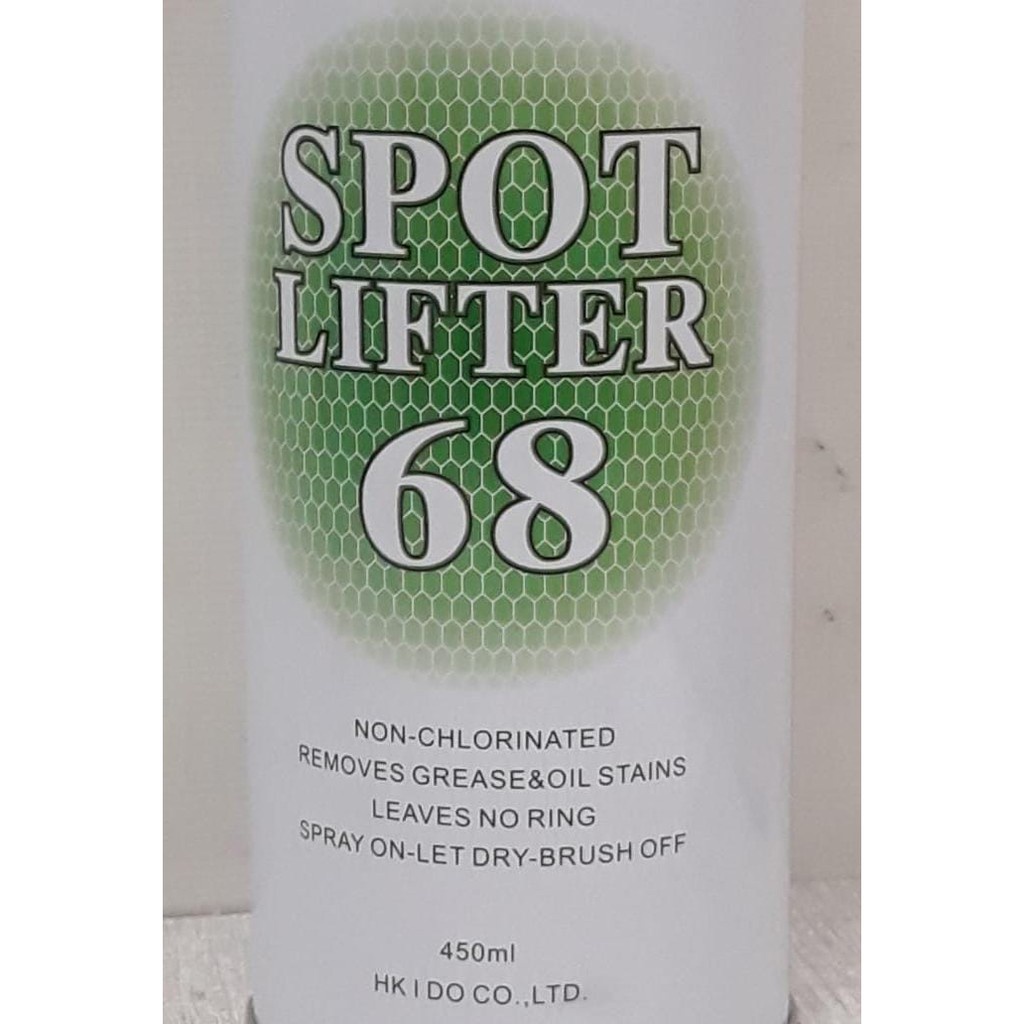 SPOT
LIFTER
68
NON-CHLORINATED
REMOVES GREASE&OIL STAINS
LEAVES NO RING
SPRAY ON-LET DRY-BRUSH OFF
450ml
HK I DO CO.,LTD.